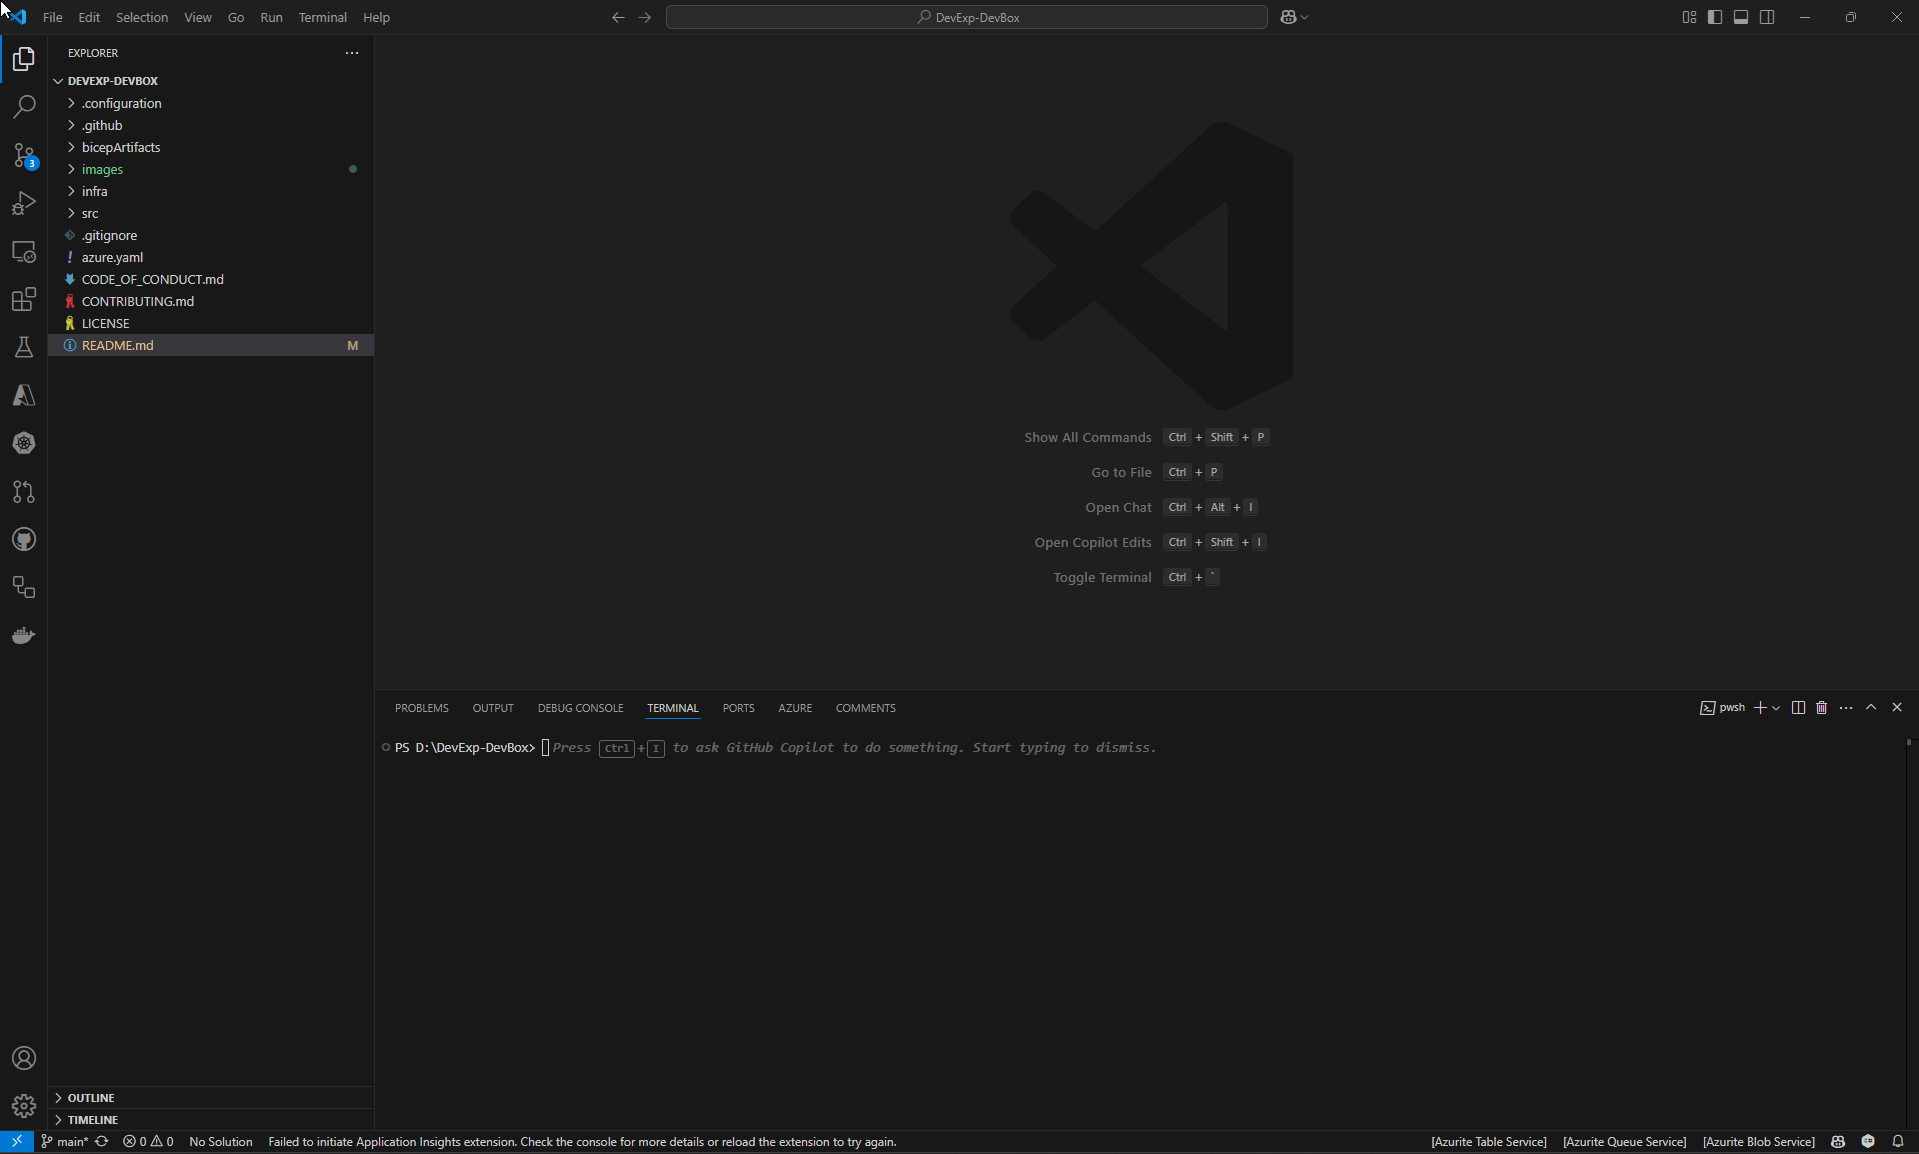 File Edit Selection View Go Run Terminal Help
DevExp-DevBox
EXPLORER
DEVEXP-DEVBOX
.configuration
.github
bicepArtifacts
images
infra
src
.gitignore
! azure.yaml
CODE_OF_CONDUCT.md
CONTRIBUTING.md
LICENSE
README.md M
3
Show All Commands Ctrl + Shift + P
Go to File Ctrl + P
Open Chat Ctrl + Alt + I
Open Copilot Edits Ctrl + Shift + I
Toggle Terminal Ctrl + `
PROBLEMS OUTPUT DEBUG CONSOLE TERMINAL PORTS AZURE COMMENTS
pwsh
PS D:\DevExp-DevBox> Press Ctrl+I to ask GitHub Copilot to do something. Start typing to dismiss.
OUTLINE
TIMELINE
main* 0 0 No Solution Failed to initiate Application Insights extension. Check the console for more details or reload the extension to try again. [Azurite Table Service] [Azurite Queue Service] [Azurite Blob Service]